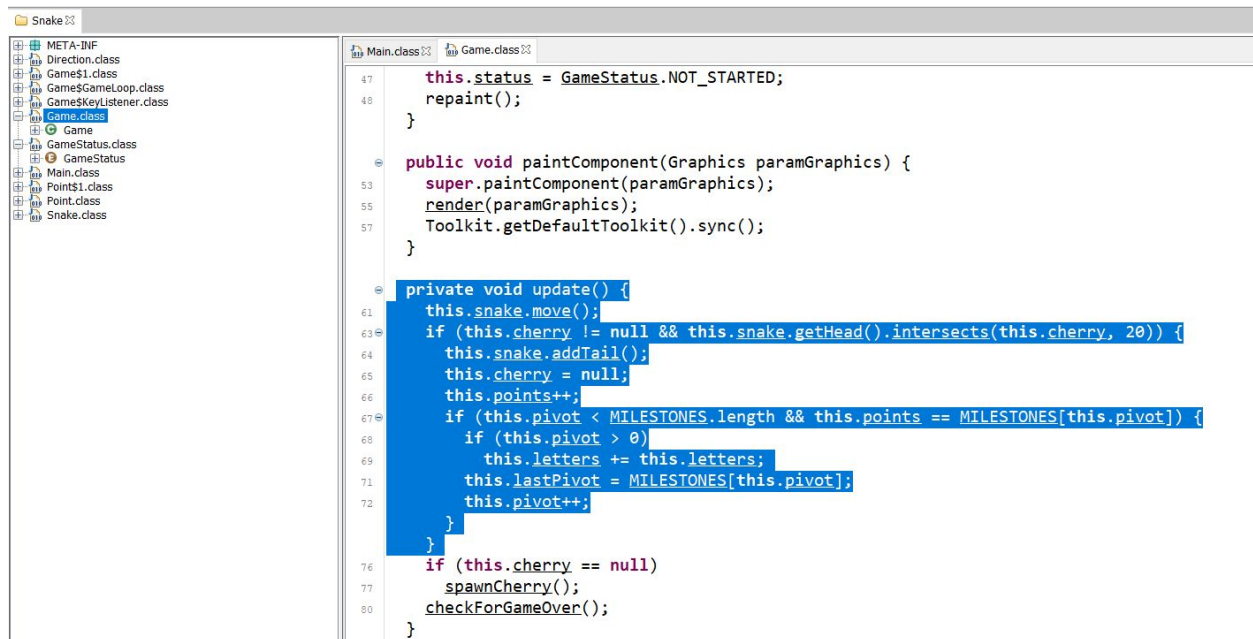 Snake
META-INF
Direction.class
Game$1.class
Game$GameLoop.class
Game$KeyListener.class
Game.class
Game
GameStatus.class
GameStatus
Main.class
Point$1.class
Point.class
Snake.class
Main.class Game.class
47 this.status = GameStatus.NOT_STARTED;
48 repaint();
}
public void paintComponent(Graphics paramGraphics) {
53 super.paintComponent(paramGraphics);
55 render(paramGraphics);
57 Toolkit.getDefaultToolkit().sync();
}
private void update() {
61 this.snake.move();
63 if (this.cherry != null && this.snake.getHead().intersects(this.cherry, 20)) {
64 this.snake.addTail();
65 this.cherry = null;
66 this.points++;
67 if (this.pivot < MILESTONES.length && this.points == MILESTONES[this.pivot]) {
68 if (this.pivot > 0)
69 this.letters += this.letters;
71 this.lastPivot = MILESTONES[this.pivot];
72 this.pivot++;
}
}
76 if (this.cherry == null)
77 spawnCherry();
80 checkForGameOver();
}